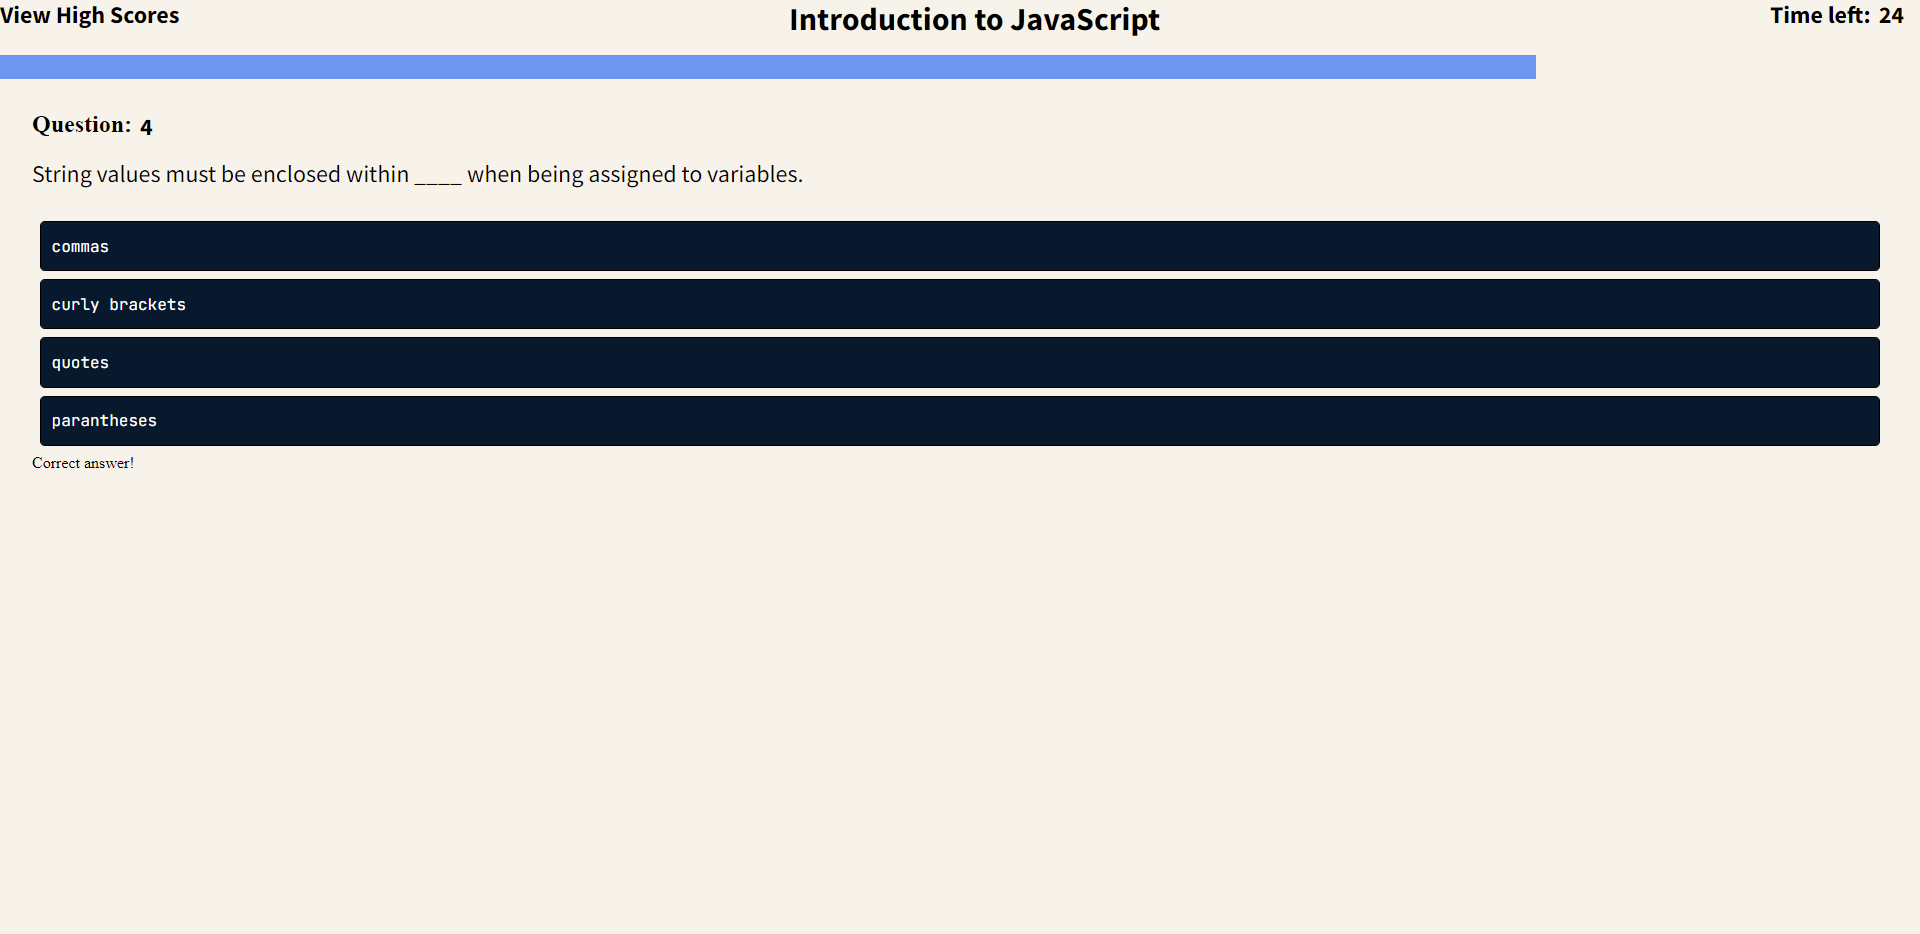 View High Scores
Introduction to JavaScript
Time left: 24
Question: 4
String values must be enclosed within ____ when being assigned to variables.
commas
curly brackets
quotes
parantheses
Correct answer!